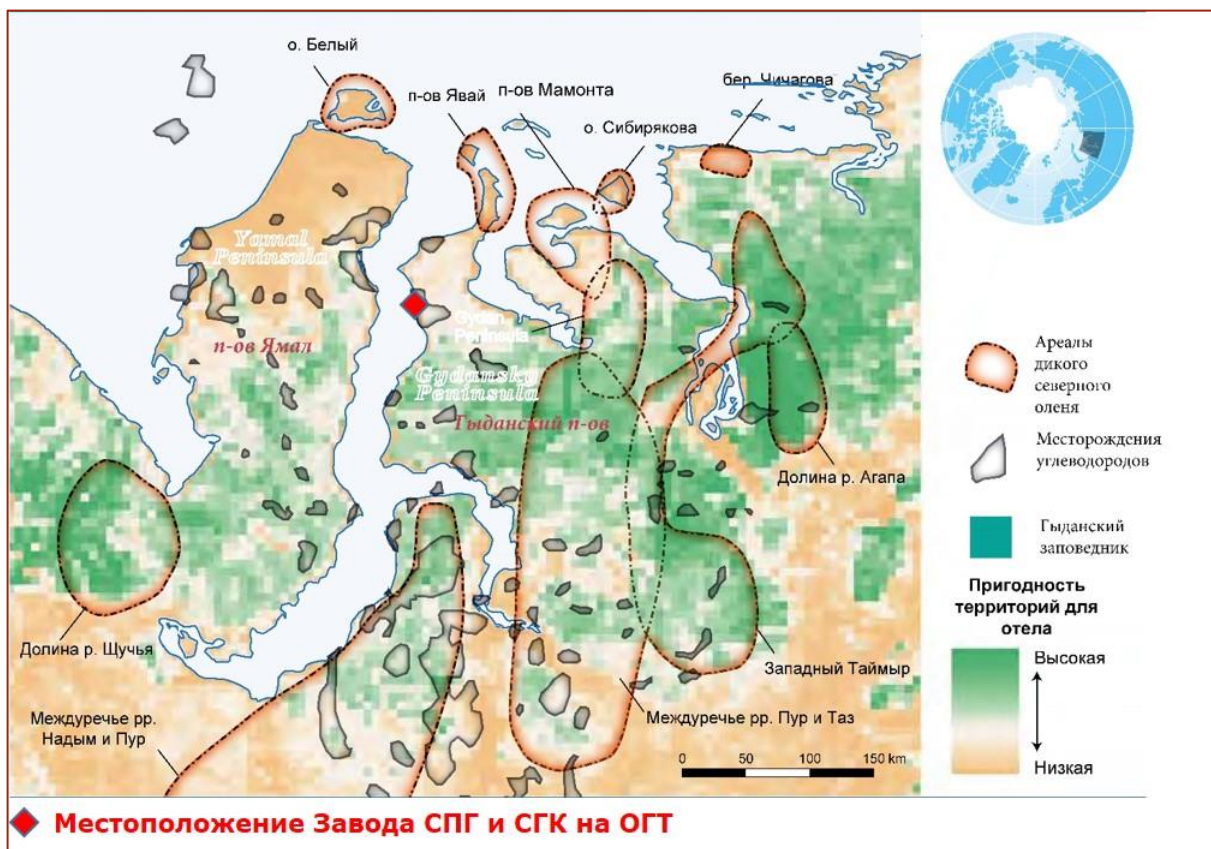 о. Белый
п-ов Явай
п-ов Мамонта
о. Сибирякова
бер. Чичагова
Yamal
Peninsula
п-ов Ямал
Gydan
Peninsula
Gydansky
Peninsula
Гыданский п-ов
Долина р. Агапа
Долина р. Щучья
Западный Таймыр
Междуречье рр.
Надым и Пур
Междуречье рр. Пур и Таз
0 50 100 150 km
Ареалы
дикого
северного
оленя
Месторождения
углеводородов
Гыданский
заповедник
Пригодность
территорий для
отела
Высокая
Низкая
Местоположение Завода СПГ и СГК на ОГТ